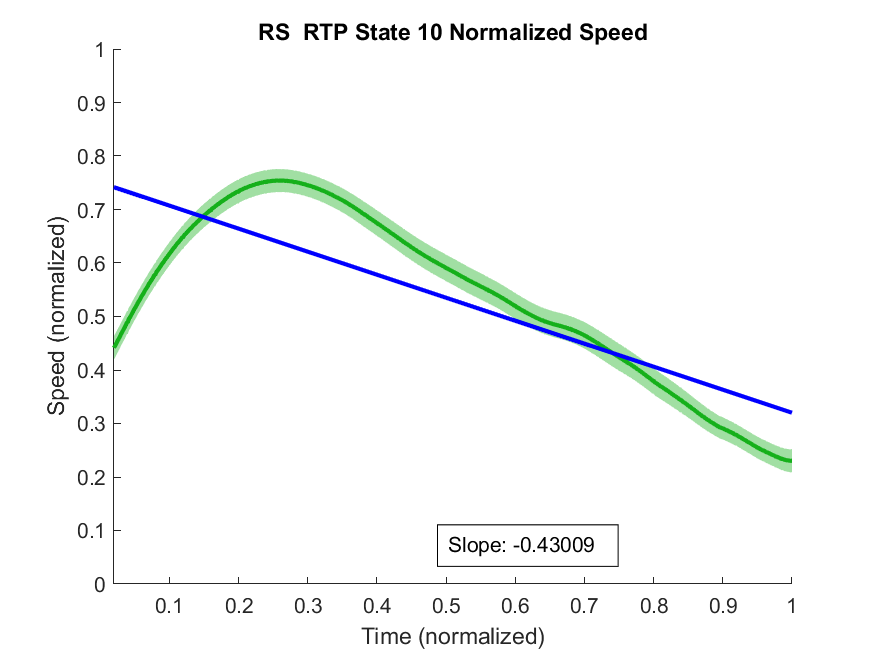 RS  RTP State 10 Normalized Speed
1
0.9
0.8
0.7
0.6
0.5
0.4
0.3
0.2
0.1
0
Speed (normalized)
Slope: -0.43009
0.1 0.2 0.3 0.4 0.5 0.6 0.7 0.8 0.9 1
Time (normalized)